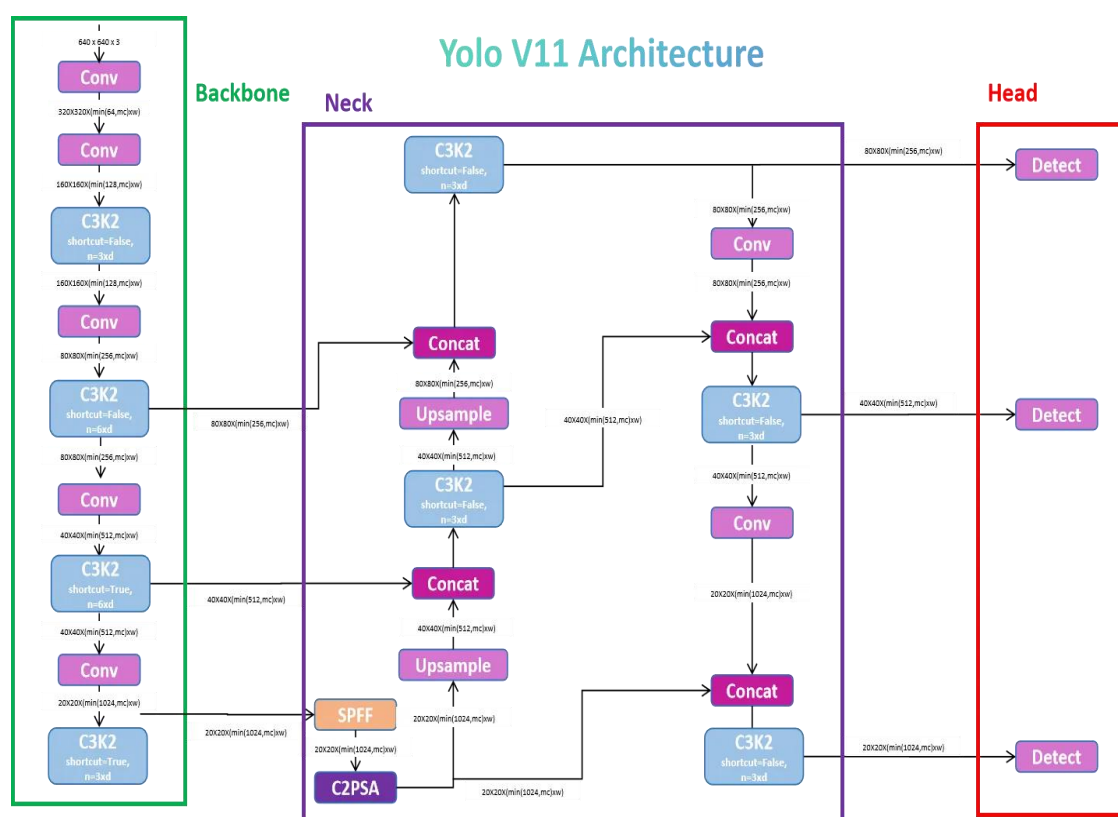 Yolo V11 Architecture
Backbone
640 x 640 x 3
Conv
320X320X(min(64,mc)xw)
Conv
160X160X(min(128,mc)xw)
C3K2
shortcut=False,
n=3xd
160X160X(min(128,mc)xw)
Conv
80X80X(min(256,mc)xw)
C3K2
shortcut=False,
n=6xd
80X80X(min(256,mc)xw)
80X80X(min(256,mc)xw)
Conv
40X40X(min(512,mc)xw)
C3K2
shortcut=True,
n=6xd
40X40X(min(512,mc)xw)
40X40X(min(512,mc)xw)
Conv
20X20X(min(1024,mc)xw)
20X20X(min(1024,mc)xw)
C3K2
shortcut=True,
n=3xd
Neck
C3K2
shortcut=False,
n=3xd
Concat
80X80X(min(256,mc)xw)
Upsample
40X40X(min(512,mc)xw)
C3K2
shortcut=False,
n=3xd
Concat
40X40X(min(512,mc)xw)
Upsample
20X20X(min(1024,mc)xw)
SPFF
20X20X(min(1024,mc)xw)
C2PSA
20X20X(min(1024,mc)xw)
40X40X(min(512,mc)xw)
80X80X(min(256,mc)xw)
Conv
80X80X(min(256,mc)xw)
Concat
C3K2
shortcut=False,
n=3xd
40X40X(min(512,mc)xw)
Conv
20X20X(min(1024,mc)xw)
Concat
C3K2
shortcut=False,
n=3xd
Head
80X80X(min(256,mc)xw)
Detect
40X40X(min(512,mc)xw)
Detect
20X20X(min(1024,mc)xw)
Detect